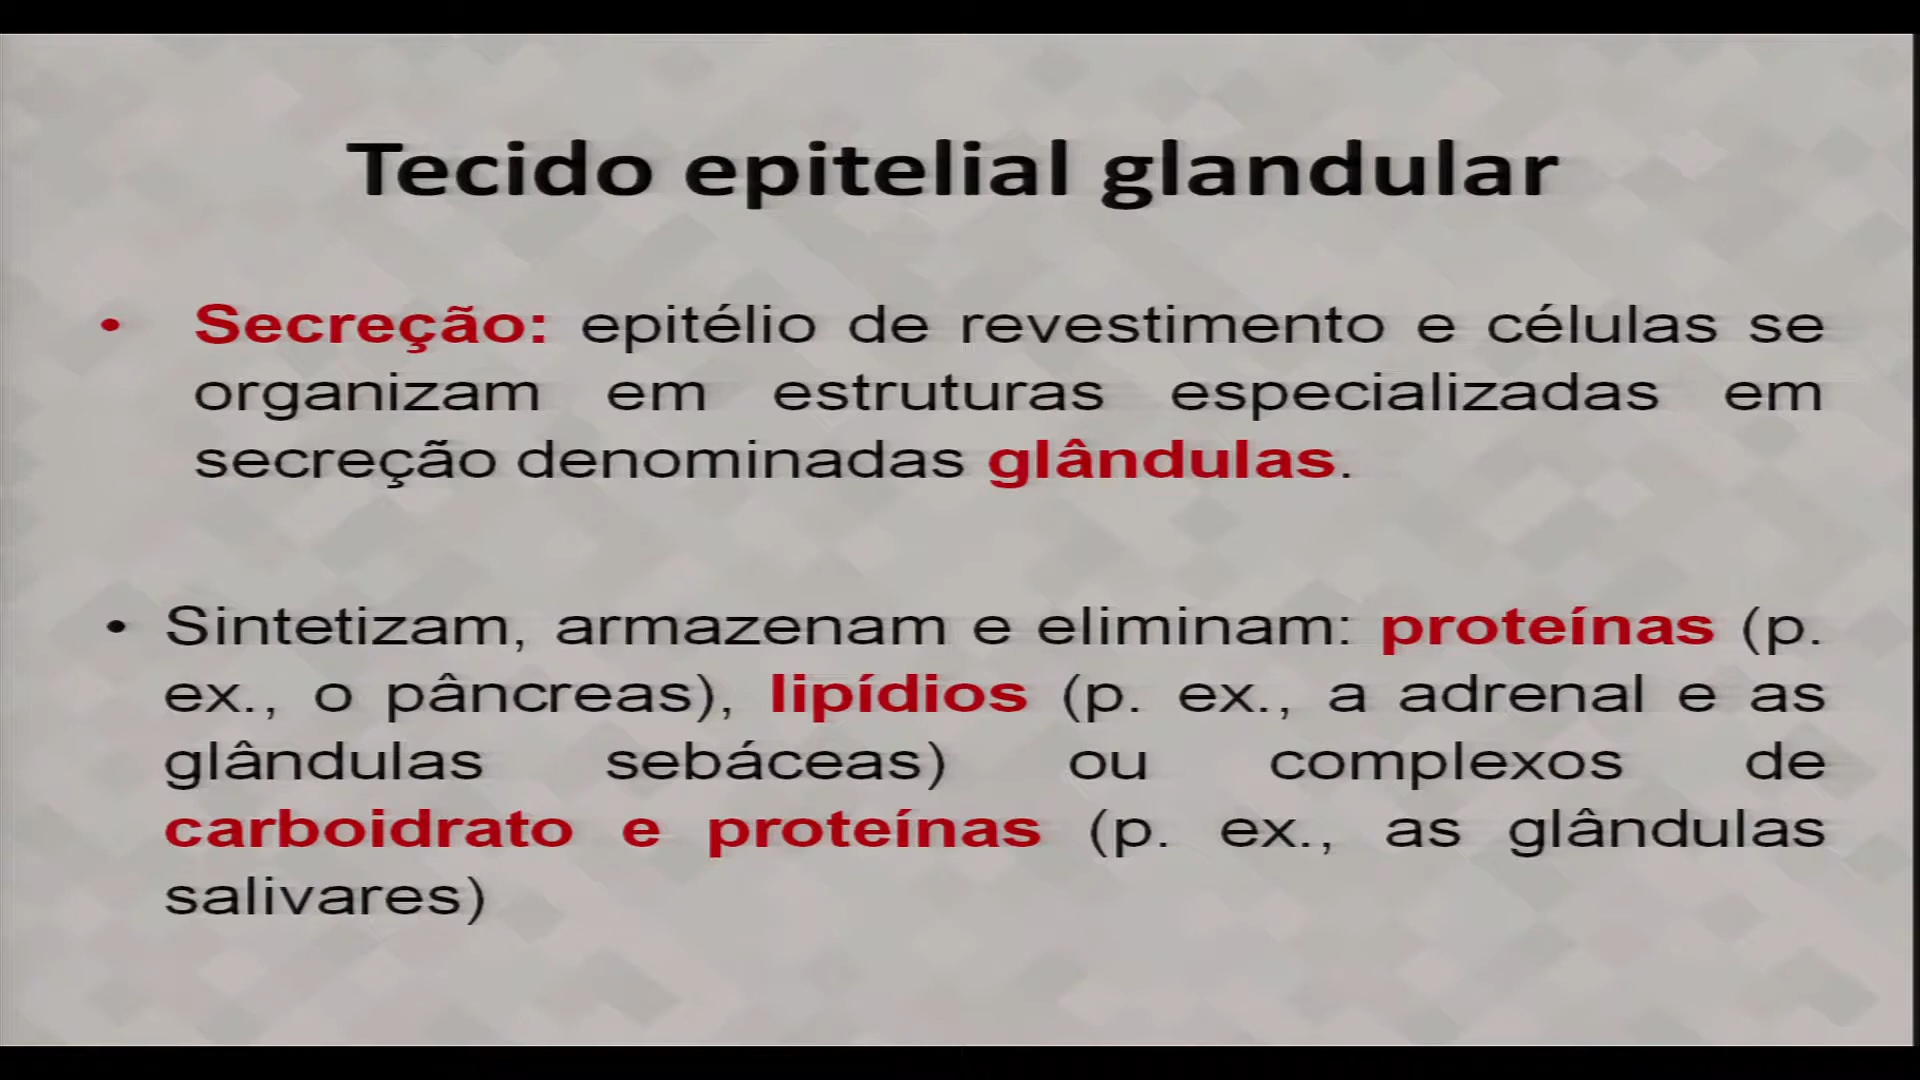 Tecido epitelial glandular
• Secreção: epitélio de revestimento e células se
organizam em estruturas especializadas em
secreção denominadas glândulas.
• Sintetizam, armazenam e eliminam: proteínas (p.
ex., o pâncreas), lipídios (p. ex., a adrenal e as
glândulas sebáceas) ou complexos de
carboidrato e proteínas (p. ex., as glândulas
salivares)